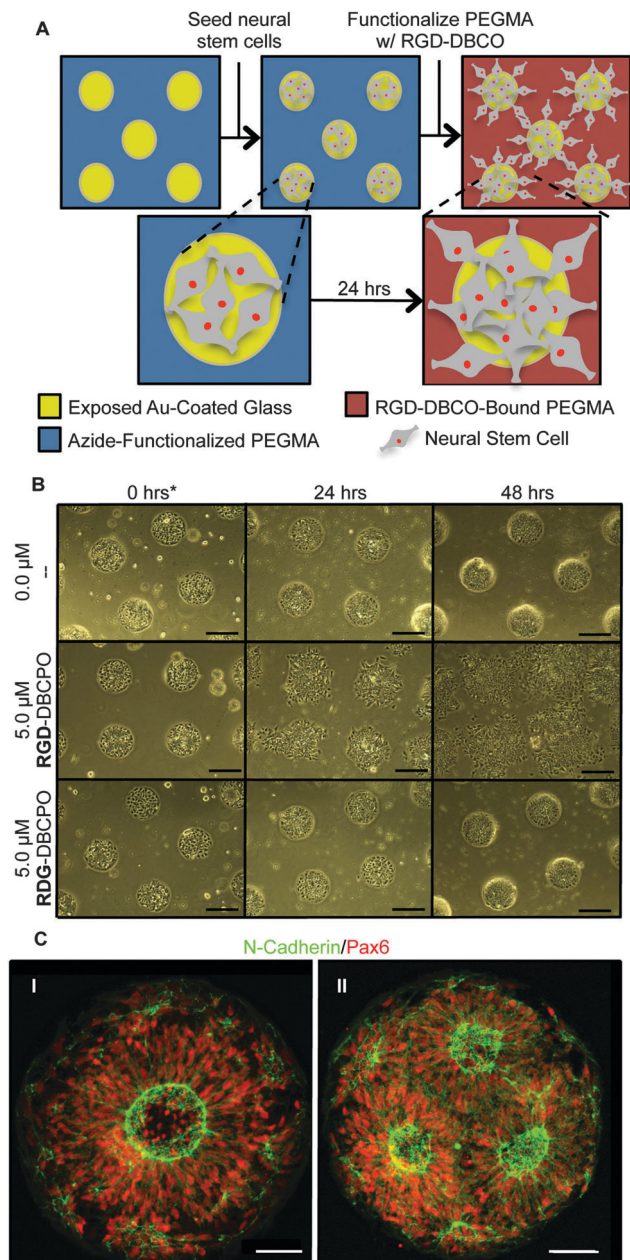 A
Seed neural
stem cells
Functionalize PEGMA
w/ RGD-DBCO
24 hrs
Exposed Au-Coated Glass
RGD-DBCO-Bound PEGMA
Azide-Functionalized PEGMA
Neural Stem Cell
B
0 hrs*
24 hrs
48 hrs
0.0 µM
--
5.0 µM
RGD-DBCPO
5.0 µM
RDG-DBCPO
C
N-Cadherin/Pax6
I
II